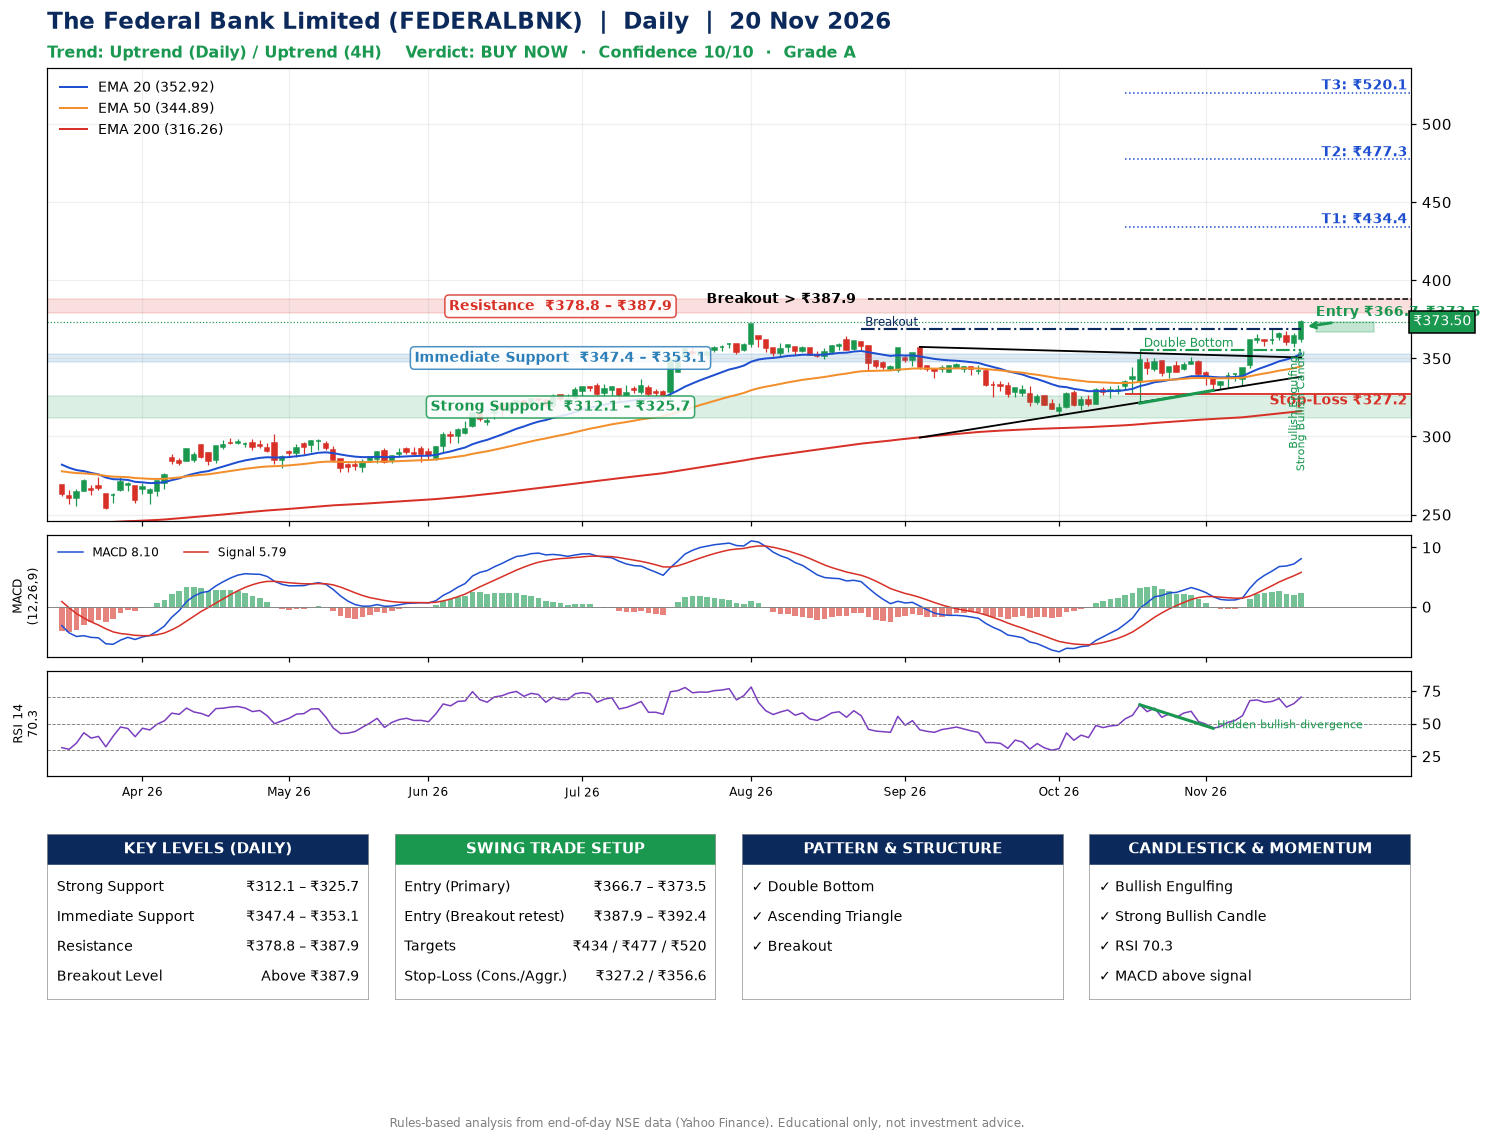 The Federal Bank Limited (FEDERALBNK) | Daily | 20 Nov 2026
Trend: Uptrend (Daily) / Uptrend (4H) Verdict: BUY NOW · Confidence 10/10 · Grade A
EMA 20 (352.92)
EMA 50 (344.89)
EMA 200 (316.26)
T3: ₹520.1
T2: ₹477.3
T1: ₹434.4
500
450
400
350
300
250
Resistance ₹378.8 – ₹387.9
Breakout > ₹387.9
Entry ₹366.7–₹373.5
₹373.50
Breakout
Double Bottom
Immediate Support ₹347.4 – ₹353.1
Strong Support ₹312.1 – ₹325.7
Stop-Loss ₹327.2
Bullish Engulfing
Strong Bullish Candle
MACD 8.10 Signal 5.79
MACD
(12,26,9)
10
0
RSI 14
70.3
75
50
25
Hidden bullish divergence
Apr 26 May 26 Jun 26 Jul 26 Aug 26 Sep 26 Oct 26 Nov 26
KEY LEVELS (DAILY)
Strong Support ₹312.1 – ₹325.7
Immediate Support ₹347.4 – ₹353.1
Resistance ₹378.8 – ₹387.9
Breakout Level Above ₹387.9
SWING TRADE SETUP
Entry (Primary) ₹366.7 – ₹373.5
Entry (Breakout retest) ₹387.9 – ₹392.4
Targets ₹434 / ₹477 / ₹520
Stop-Loss (Cons./Aggr.) ₹327.2 / ₹356.6
PATTERN & STRUCTURE
✓ Double Bottom
✓ Ascending Triangle
✓ Breakout
CANDLESTICK & MOMENTUM
✓ Bullish Engulfing
✓ Strong Bullish Candle
✓ RSI 70.3
✓ MACD above signal
Rules-based analysis from end-of-day NSE data (Yahoo Finance). Educational only, not investment advice.